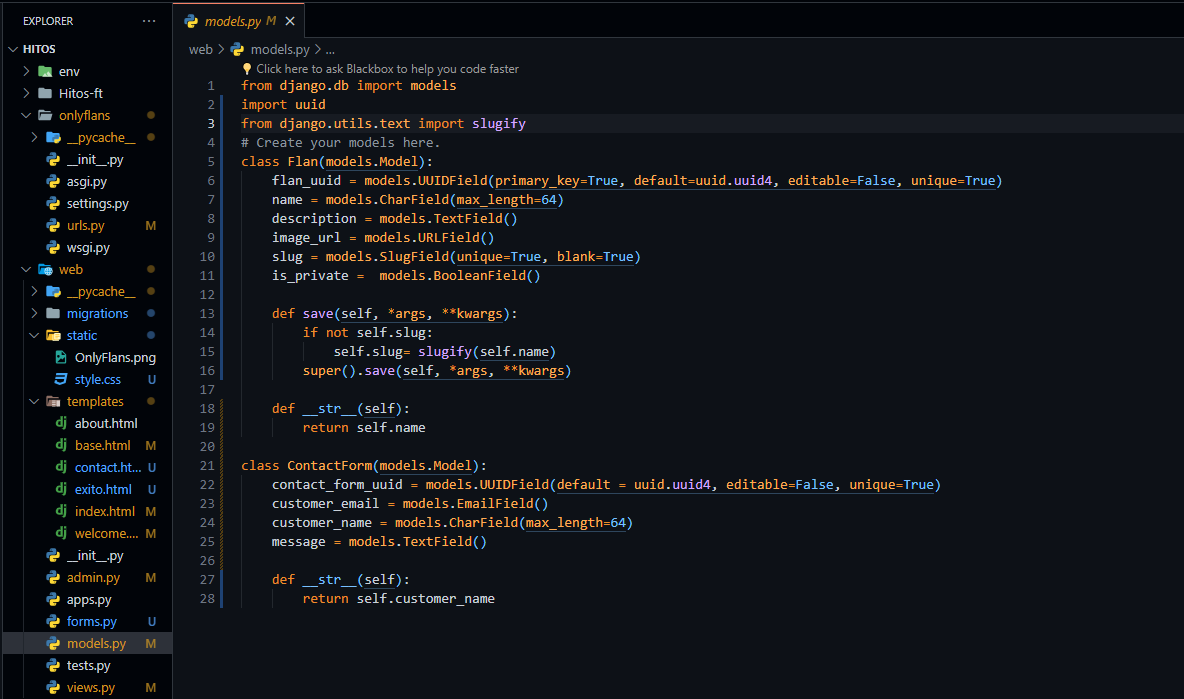 EXPLORER ···
HITOS
env
Hitos-ft
onlyflans
__pycache__
__init__.py
asgi.py
settings.py
urls.py M
wsgi.py
web
__pycache__
migrations
static
OnlyFlans.png
style.css U
templates
about.html
base.html M
contact.ht... U
exito.html U
index.html M
welcome.... M
__init__.py
admin.py M
apps.py
forms.py U
models.py M
tests.py
views.py M
models.py M ×
web > models.py > ...
Click here to ask Blackbox to help you code faster
1 from django.db import models
2 import uuid
3 from django.utils.text import slugify
4 # Create your models here.
5 class Flan(models.Model):
6     flan_uuid = models.UUIDField(primary_key=True, default=uuid.uuid4, editable=False, unique=True)
7     name = models.CharField(max_length=64)
8     description = models.TextField()
9     image_url = models.URLField()
10     slug = models.SlugField(unique=True, blank=True)
11     is_private =  models.BooleanField()
12
13     def save(self, *args, **kwargs):
14         if not self.slug:
15             self.slug= slugify(self.name)
16         super().save(self, *args, **kwargs)
17
18     def __str__(self):
19         return self.name
20
21 class ContactForm(models.Model):
22     contact_form_uuid = models.UUIDField(default = uuid.uuid4, editable=False, unique=True)
23     customer_email = models.EmailField()
24     customer_name = models.CharField(max_length=64)
25     message = models.TextField()
26
27     def __str__(self):
28         return self.customer_name